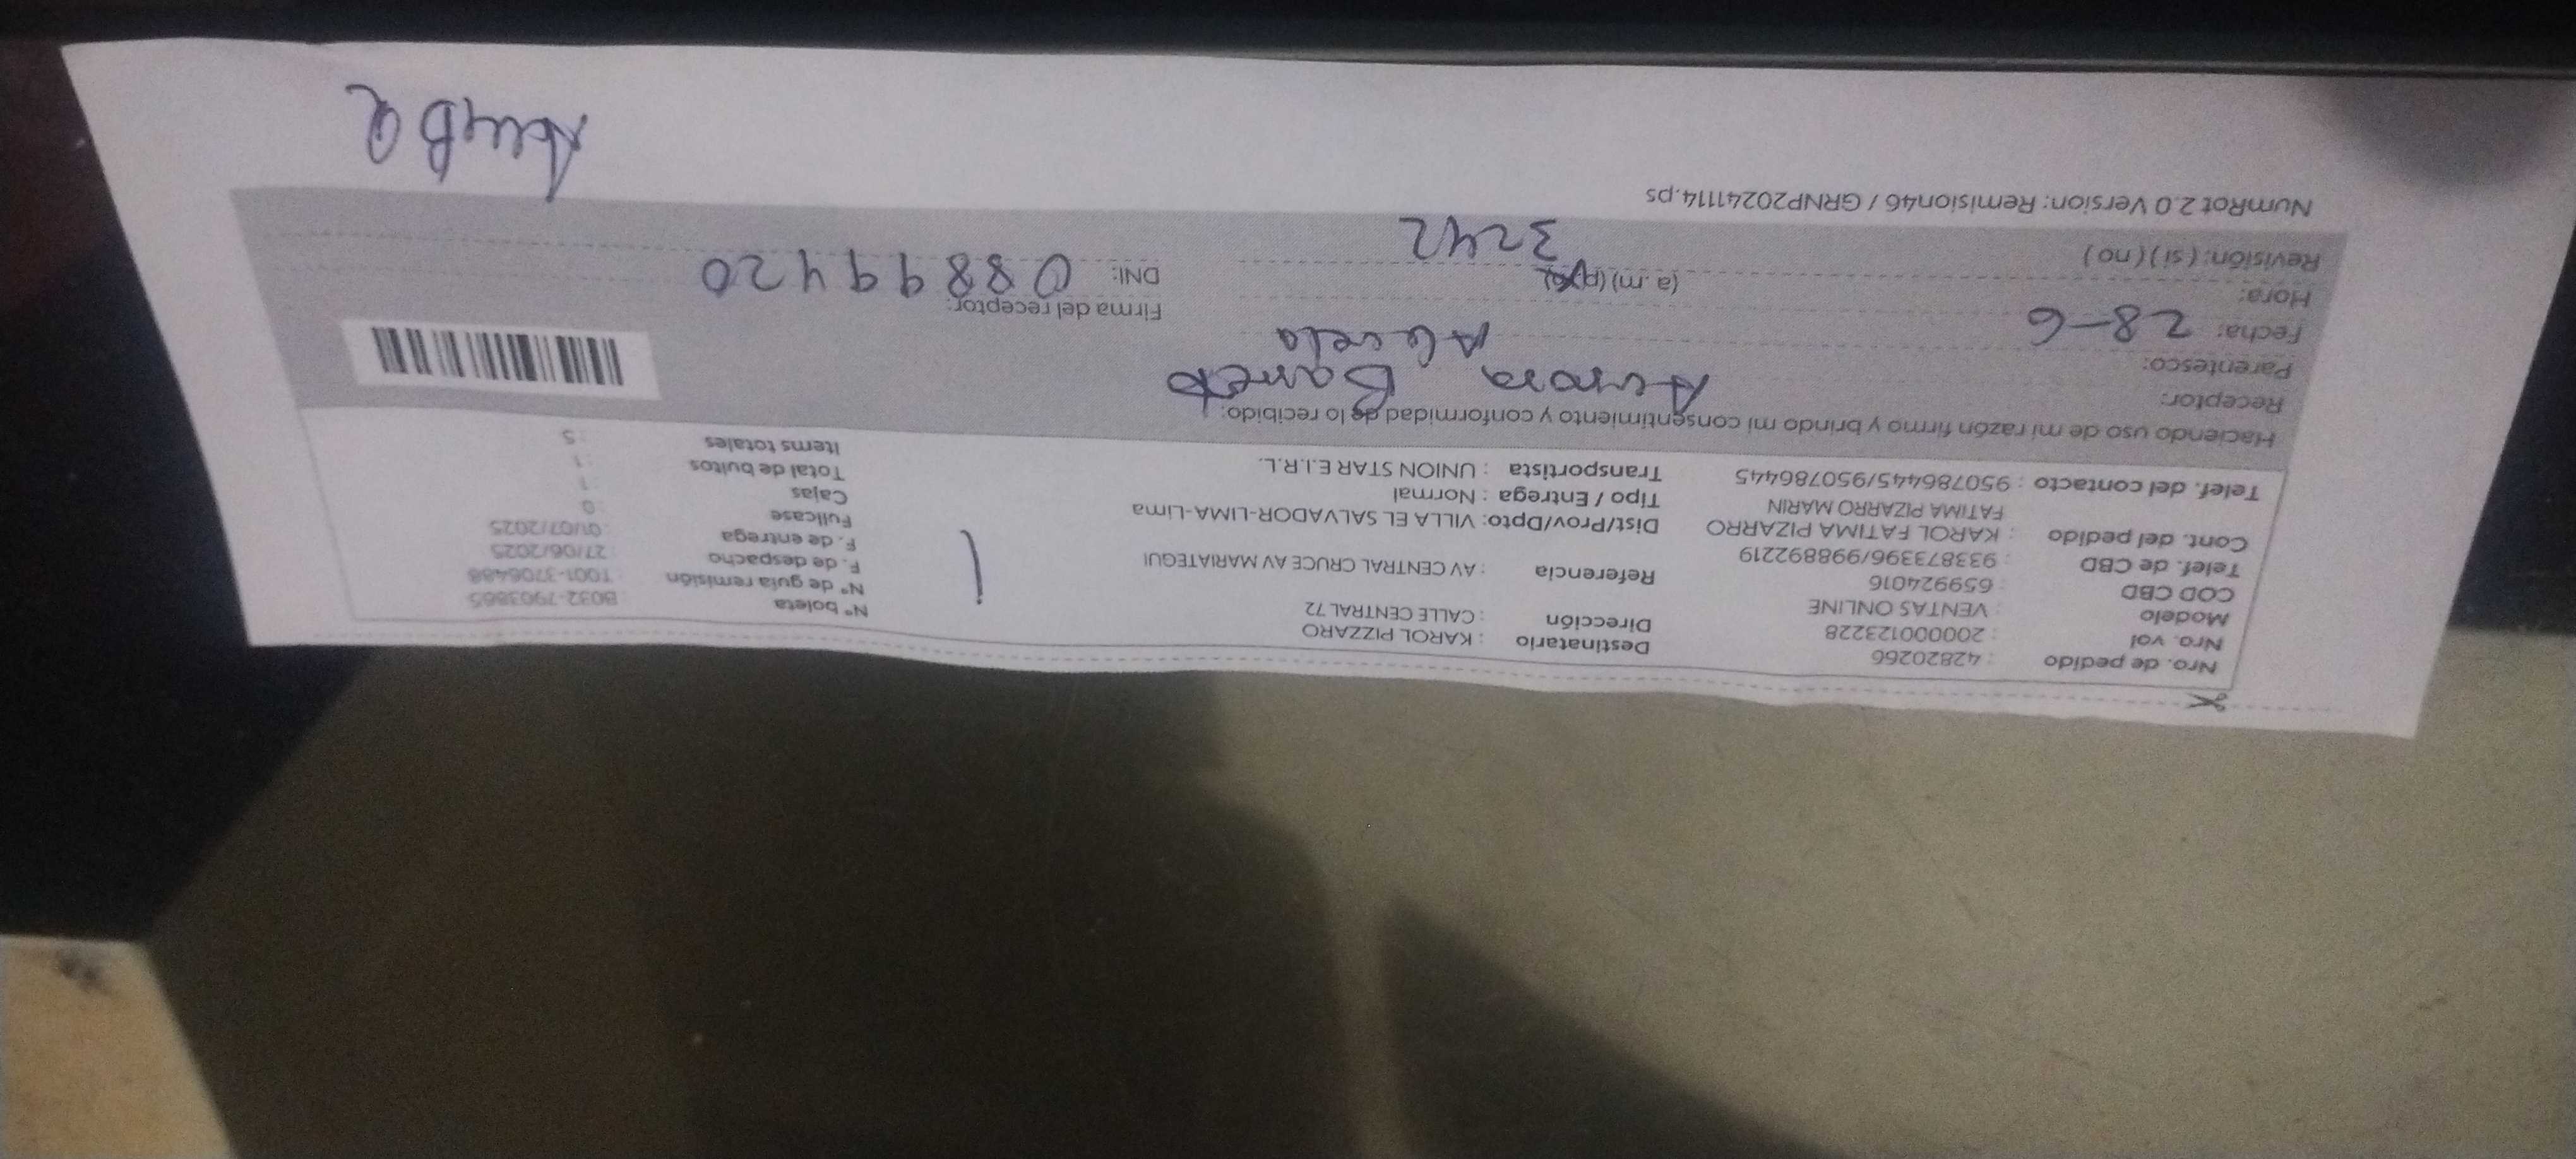 Nro. de pedido : 42820266
Nro. vol : 200000123228
Modelo : VENTAS ONLINE
COD CBD : 659924016
Telef. de CBD : 933873396/998892219
Cont. del pedido : KAROL FATIMA PIZARRO
FATIMA PIZARRO MARIN
Telef. del contacto : 950786445/950786445
Destinatario : KAROL PIZZARO
Dirección : CALLE CENTRAL 72
Referencia : AV CENTRAL CRUCE AV MARIATEGUI
Dist/Prov/Dpto: VILLA EL SALVADOR-LIMA-Lima
Tipo / Entrega : Normal
Transportista : UNION STAR E.I.R.L.
N° boleta : B032-7903865
N° de guía remisión : T001-3706488
F. de despacho : 27/06/2025
F. de entrega : 01/07/2025
Fullcase : 0
Cajas : 1
Total de bultos : 1
Items totales : 5
Haciendo uso de mi razón firmo y brindo mi consentimiento y conformidad de lo recibido:
Receptor: Aurora Barreto
Parentesco: Abuela
Fecha: 28-6
Hora: (a.m)
Revisión: ( si ) ( no ) 3242
Firma del receptor:
DNI: 08899420
NumRot 2.0 Version: Remision46 / GRNP20241114.ps